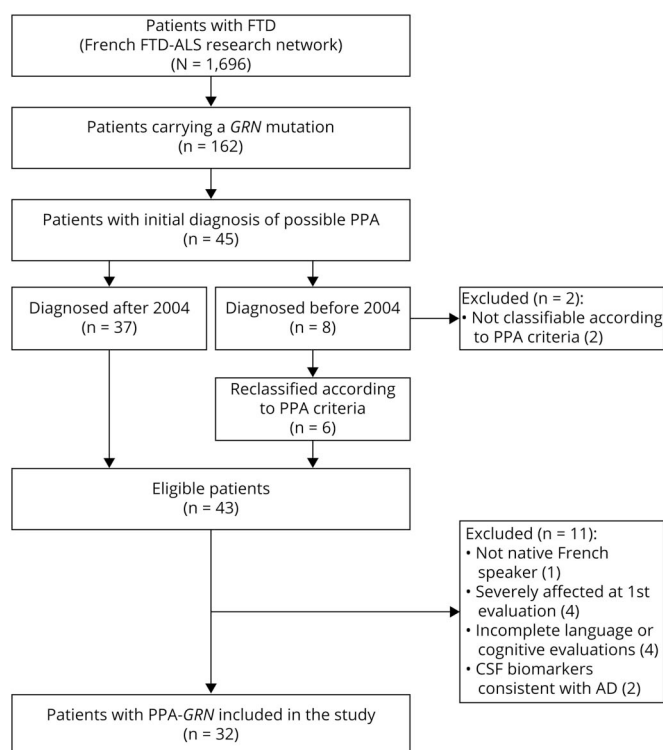 Patients with FTD
(French FTD-ALS research network)
(N = 1,696)
Patients carrying a GRN mutation
(n = 162)
Patients with initial diagnosis of possible PPA
(n = 45)
Diagnosed after 2004
(n = 37)
Diagnosed before 2004
(n = 8)
Excluded (n = 2):
• Not classifiable according
to PPA criteria (2)
Reclassified according
to PPA criteria
(n = 6)
Eligible patients
(n = 43)
Excluded (n = 11):
• Not native French
speaker (1)
• Severely affected at 1st
evaluation (4)
• Incomplete language or
cognitive evaluations (4)
• CSF biomarkers
consistent with AD (2)
Patients with PPA-GRN included in the study
(n = 32)